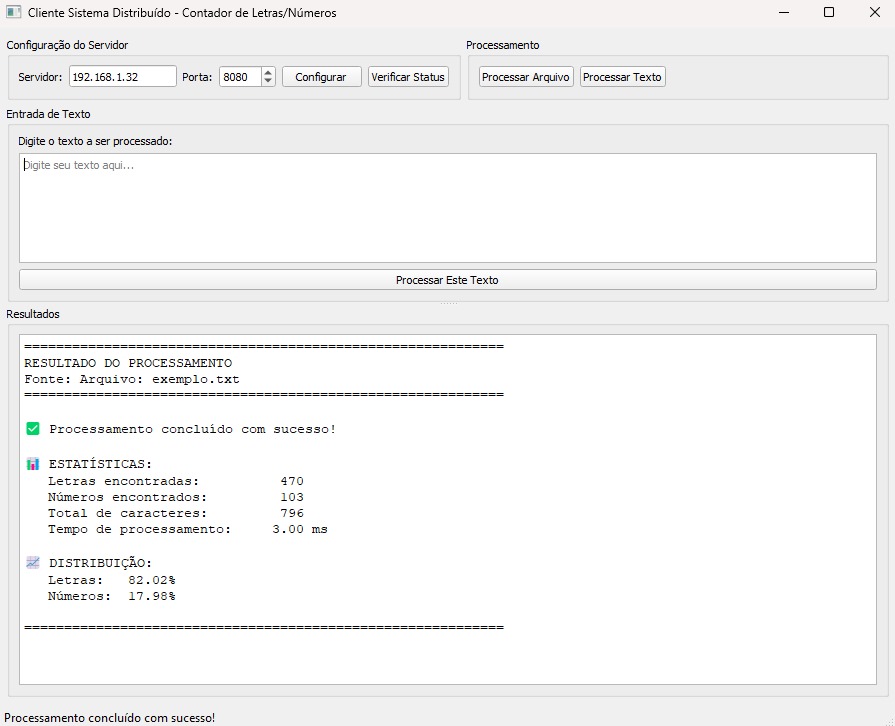 Cliente Sistema Distribuído - Contador de Letras/Números
Configuração do Servidor
Servidor: 192.168.1.32 Porta: 8080 Configurar Verificar Status
Processamento
Processar Arquivo Processar Texto
Entrada de Texto
Digite o texto a ser processado:
Digite seu texto aqui...
Processar Este Texto
Resultados
============================================================
RESULTADO DO PROCESSAMENTO
Fonte: Arquivo: exemplo.txt
============================================================
✅ Processamento concluído com sucesso!
📊 ESTATÍSTICAS:
Letras encontradas: 470
Números encontrados: 103
Total de caracteres: 796
Tempo de processamento: 3.00 ms
📈 DISTRIBUIÇÃO:
Letras: 82.02%
Números: 17.98%
============================================================
Processamento concluído com sucesso!